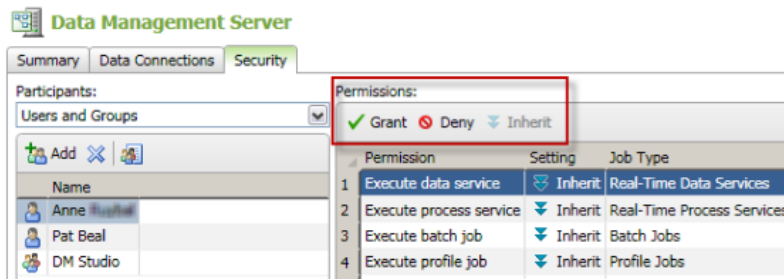 Data Management Server
Summary Data Connections Security
Participants:
Users and Groups
Add
Name
Anne
Pat Beal
DM Studio
Permissions:
Grant Deny Inherit
Permission Setting Job Type
1 Execute data service Inherit Real-Time Data Services
2 Execute process service Inherit Real-Time Process Services
3 Execute batch job Inherit Batch Jobs
4 Execute profile job Inherit Profile Jobs